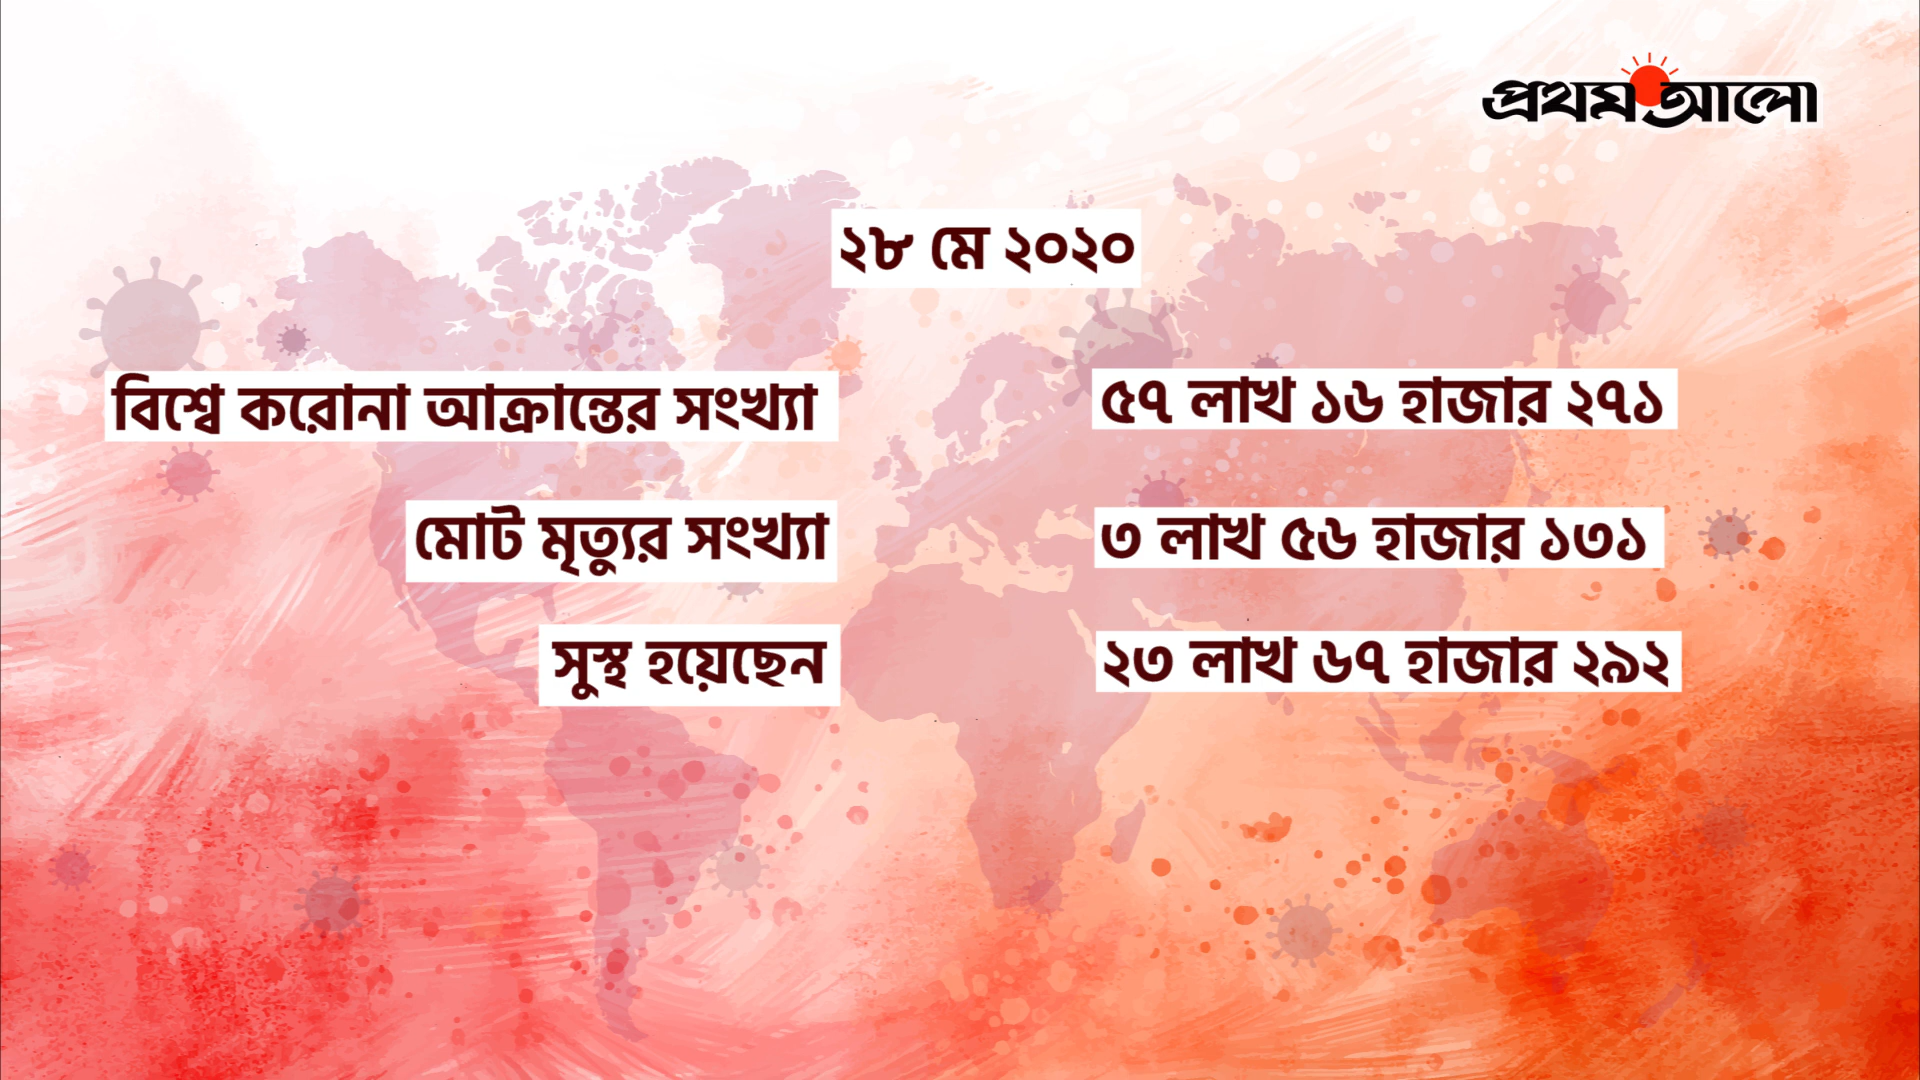 প্রথম আলো
২৮ মে ২০২০
বিশ্বে করোনা আক্রান্তের সংখ্যা ৫৭ লাখ ১৬ হাজার ২৭১
মোট মৃত্যুর সংখ্যা ৩ লাখ ৫৬ হাজার ১৩১
সুস্থ হয়েছেন ২৩ লাখ ৬৭ হাজার ২৯২